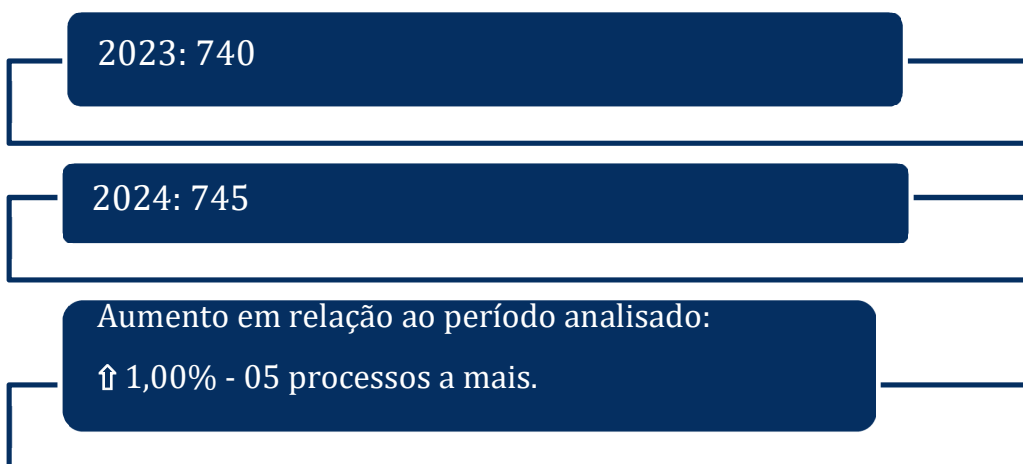 2023: 740
2024: 745
Aumento em relação ao período analisado:
⇧ 1,00% - 05 processos a mais.